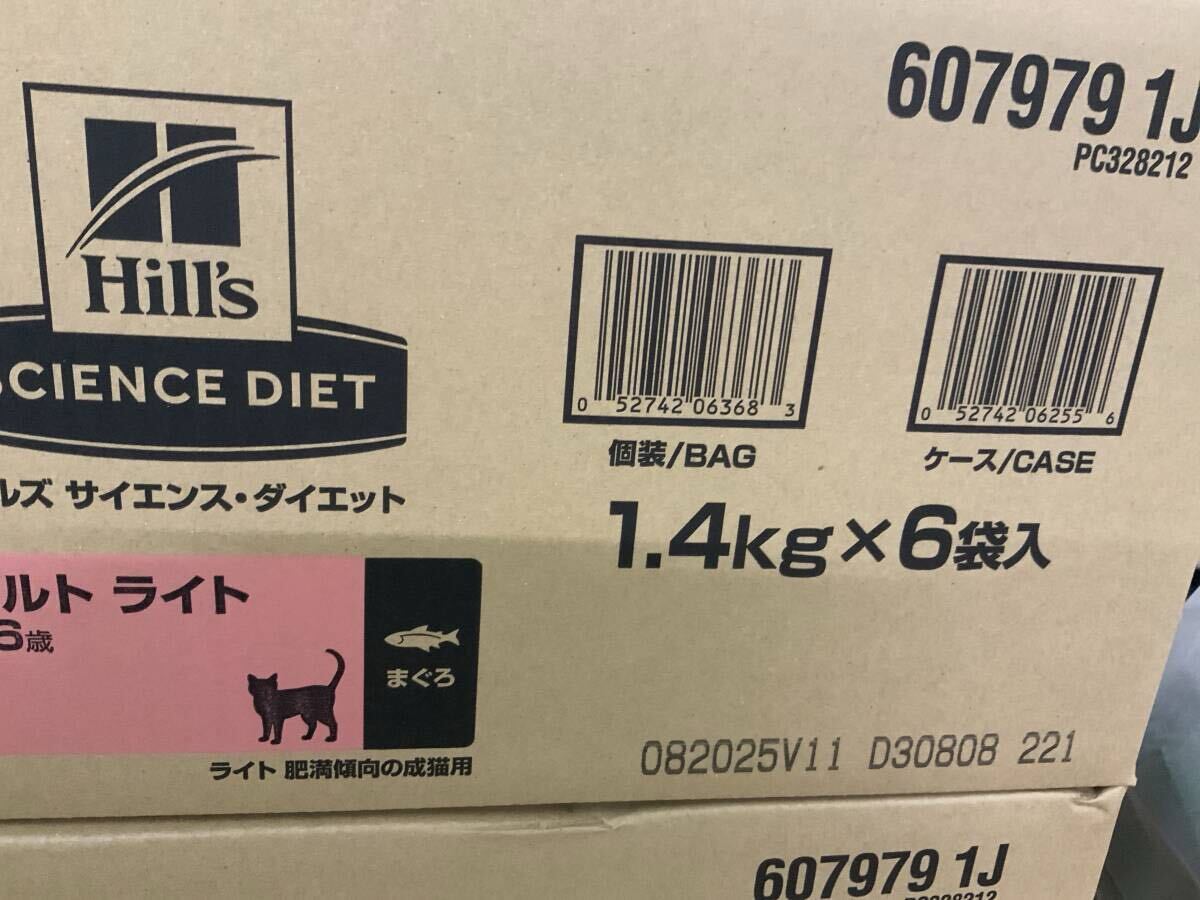 607979 1J
PC328212
Hill's
SCIENCE DIET
ルズ サイエンス・ダイエット
0 52742 06368 3
個装/BAG
0 52742 06255 6
ケース/CASE
1.4kg×6袋入
ルト ライト
6歳
まぐろ
ライト 肥満傾向の成猫用
082025V11 D30808 221
607979 1J
PC328212